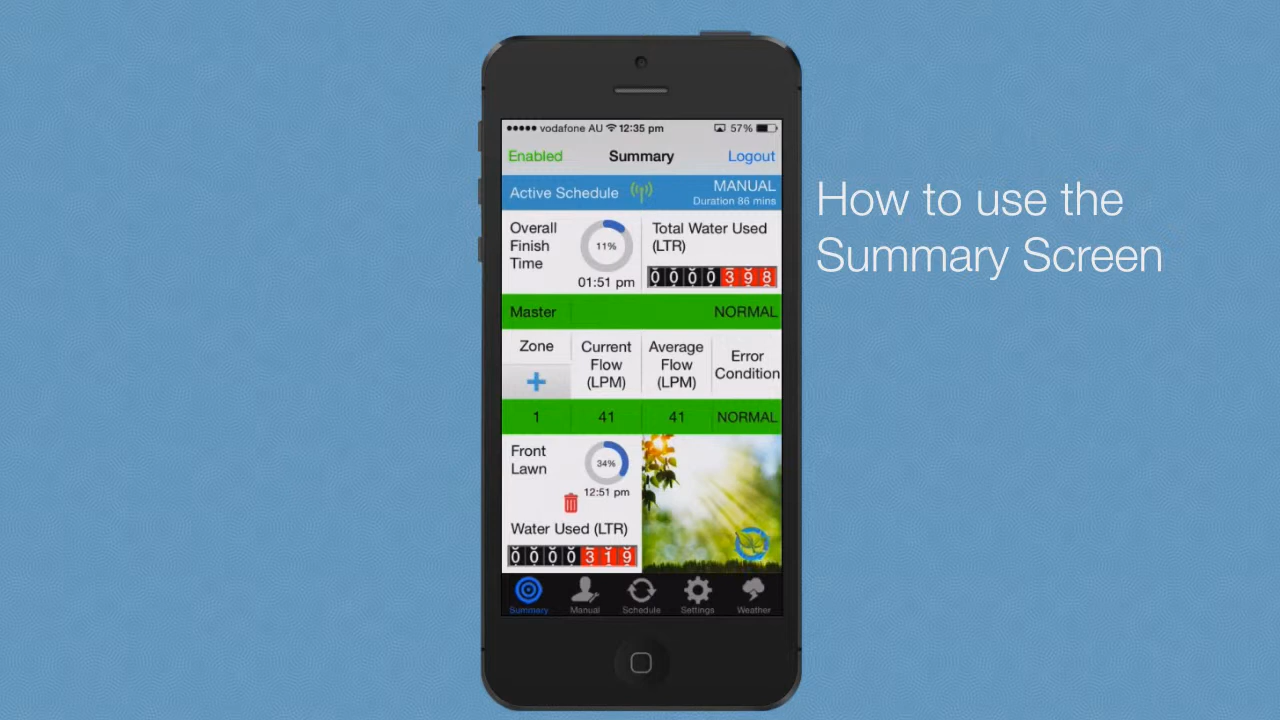 vodafone AU 12:35 pm 57%
Enabled Summary Logout
Active Schedule MANUAL
Duration 86 mins
Overall
Finish
Time
11%
01:51 pm
Total Water Used
(LTR)
0000398
Master NORMAL
Zone
Current
Flow
(LPM)
Average
Flow
(LPM)
Error
Condition
1 41 41 NORMAL
Front
Lawn
34%
12:51 pm
Water Used (LTR)
0000319
Summary Manual Schedule Settings Weather
How to use the
Summary Screen